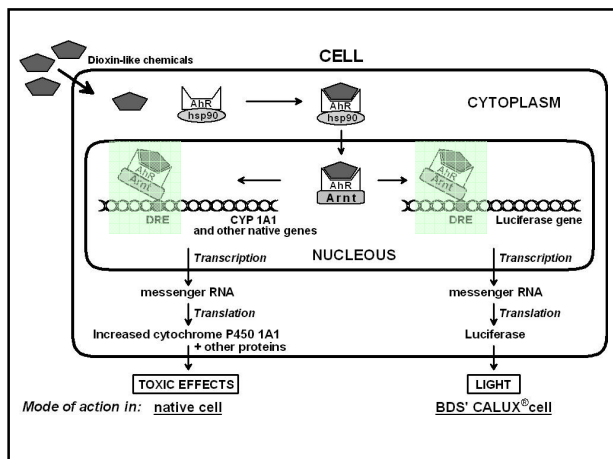 Dioxin-like chemicals
CELL
CYTOPLASM
AhR
hsp90
AhR
hsp90
AhR
Arnt
AhR
Arnt
AhR
Arnt
DRE
CYP 1A1
and other native genes
DRE
Luciferase gene
Transcription
NUCLEOUS
Transcription
messenger RNA
messenger RNA
Translation
Translation
Increased cytochrome P450 1A1
+ other proteins
Luciferase
TOXIC EFFECTS
LIGHT
Mode of action in: native cell
BDS' CALUX® cell